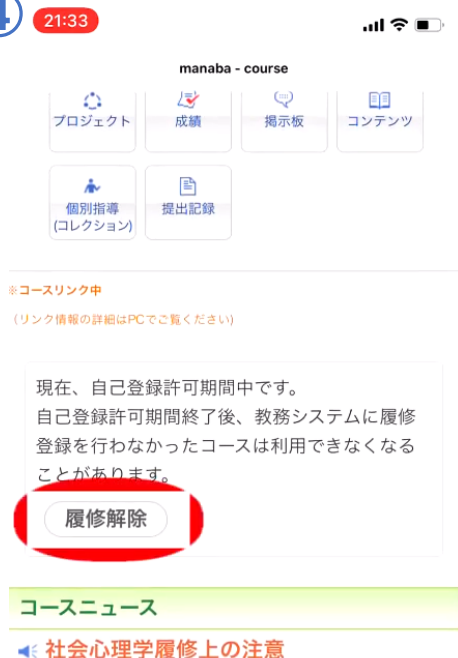 4
21:33
manaba - course
プロジェクト
成績
掲示板
コンテンツ
個別指導
(コレクション)
提出記録
※コースリンク中
(リンク情報の詳細はPCでご覧ください)
現在、自己登録許可期間中です。
自己登録許可期間終了後、教務システムに履修
登録を行わなかったコースは利用できなくなる
ことがあります。
履修解除
コースニュース
社会心理学履修上の注意